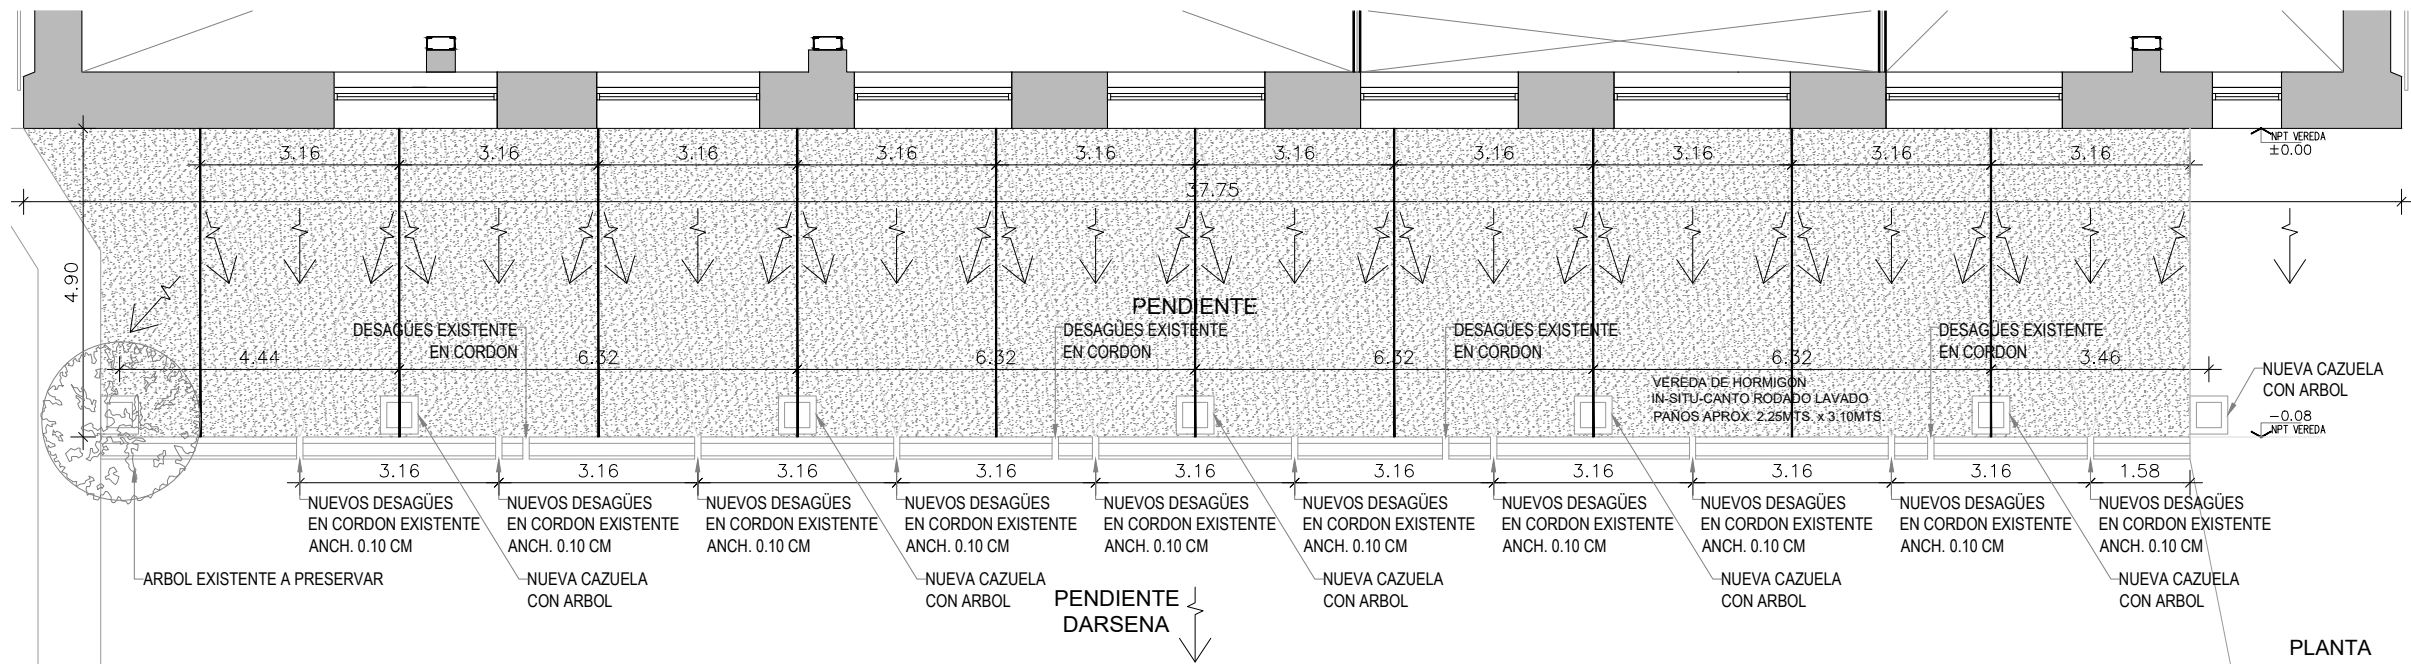 3.16 3.16 3.16 3.16 3.16 3.16 3.16 3.16 3.16 3.16
NPT VEREDA
±0.00
37.75
4.90
PENDIENTE
DESAGÜES EXISTENTE
EN CORDON
DESAGÜES EXISTENTE
EN CORDON
DESAGÜES EXISTENTE
EN CORDON
DESAGÜES EXISTENTE
EN CORDON
4.44 6.32 6.32 6.32 6.32 3.46
NUEVA CAZUELA
CON ARBOL
VEREDA DE HORMIGON
IN-SITU-CANTO RODADO LAVADO
PAÑOS APROX. 2.25MTS. x 3.10MTS.
-0.08
NPT VEREDA
3.16 3.16 3.16 3.16 3.16 3.16 3.16 3.16 3.16 1.58
NUEVOS DESAGÜES
EN CORDON EXISTENTE
ANCH. 0.10 CM
NUEVOS DESAGÜES
EN CORDON EXISTENTE
ANCH. 0.10 CM
NUEVOS DESAGÜES
EN CORDON EXISTENTE
ANCH. 0.10 CM
NUEVOS DESAGÜES
EN CORDON EXISTENTE
ANCH. 0.10 CM
NUEVOS DESAGÜES
EN CORDON EXISTENTE
ANCH. 0.10 CM
NUEVOS DESAGÜES
EN CORDON EXISTENTE
ANCH. 0.10 CM
NUEVOS DESAGÜES
EN CORDON EXISTENTE
ANCH. 0.10 CM
NUEVOS DESAGÜES
EN CORDON EXISTENTE
ANCH. 0.10 CM
NUEVOS DESAGÜES
EN CORDON EXISTENTE
ANCH. 0.10 CM
NUEVOS DESAGÜES
EN CORDON EXISTENTE
ANCH. 0.10 CM
ARBOL EXISTENTE A PRESERVAR
NUEVA CAZUELA
CON ARBOL
NUEVA CAZUELA
CON ARBOL
NUEVA CAZUELA
CON ARBOL
NUEVA CAZUELA
CON ARBOL
NUEVA CAZUELA
CON ARBOL
PENDIENTE
DARSENA
PLANTA